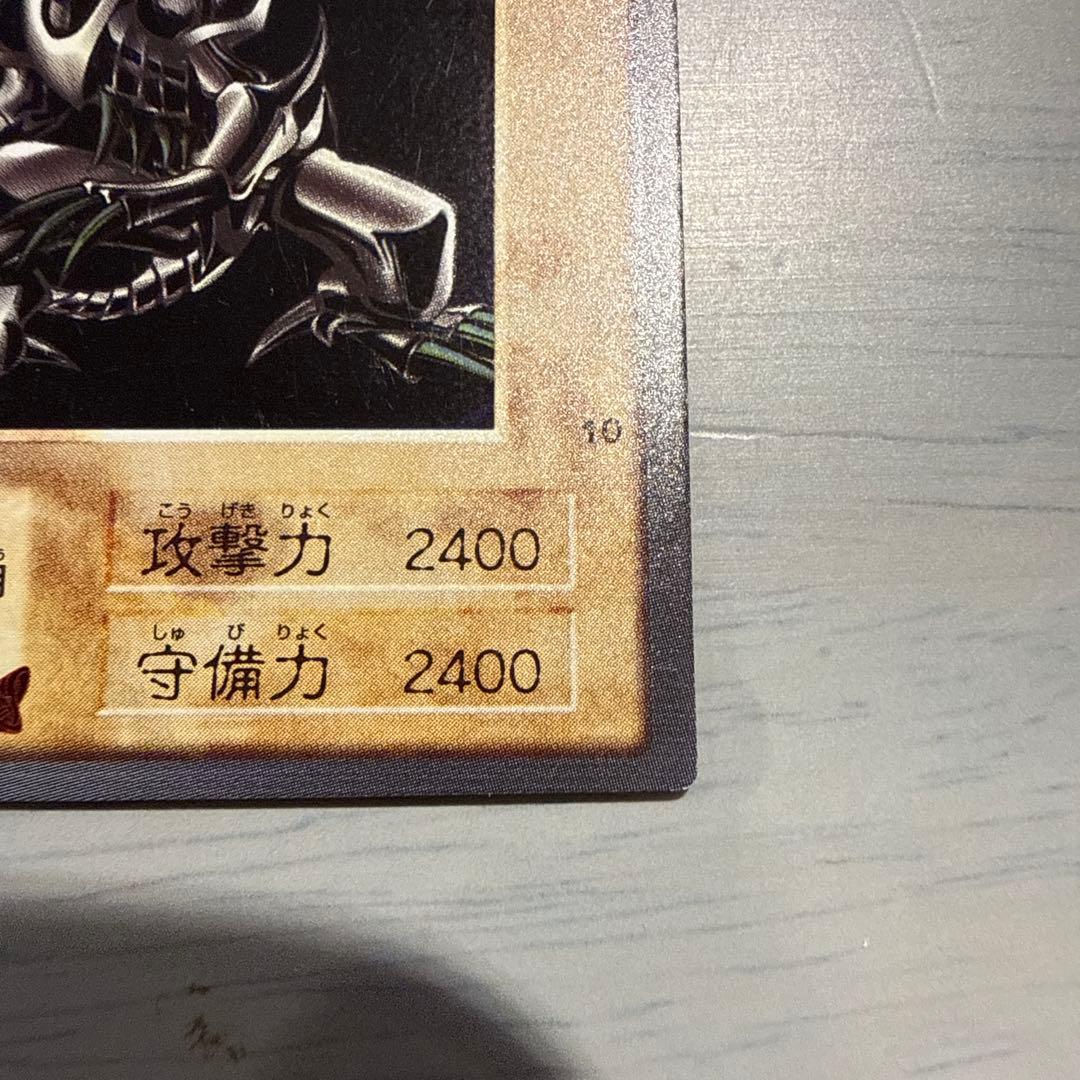 10
こう げき りょく
攻撃力 2400
しゅ び りょく
守備力 2400